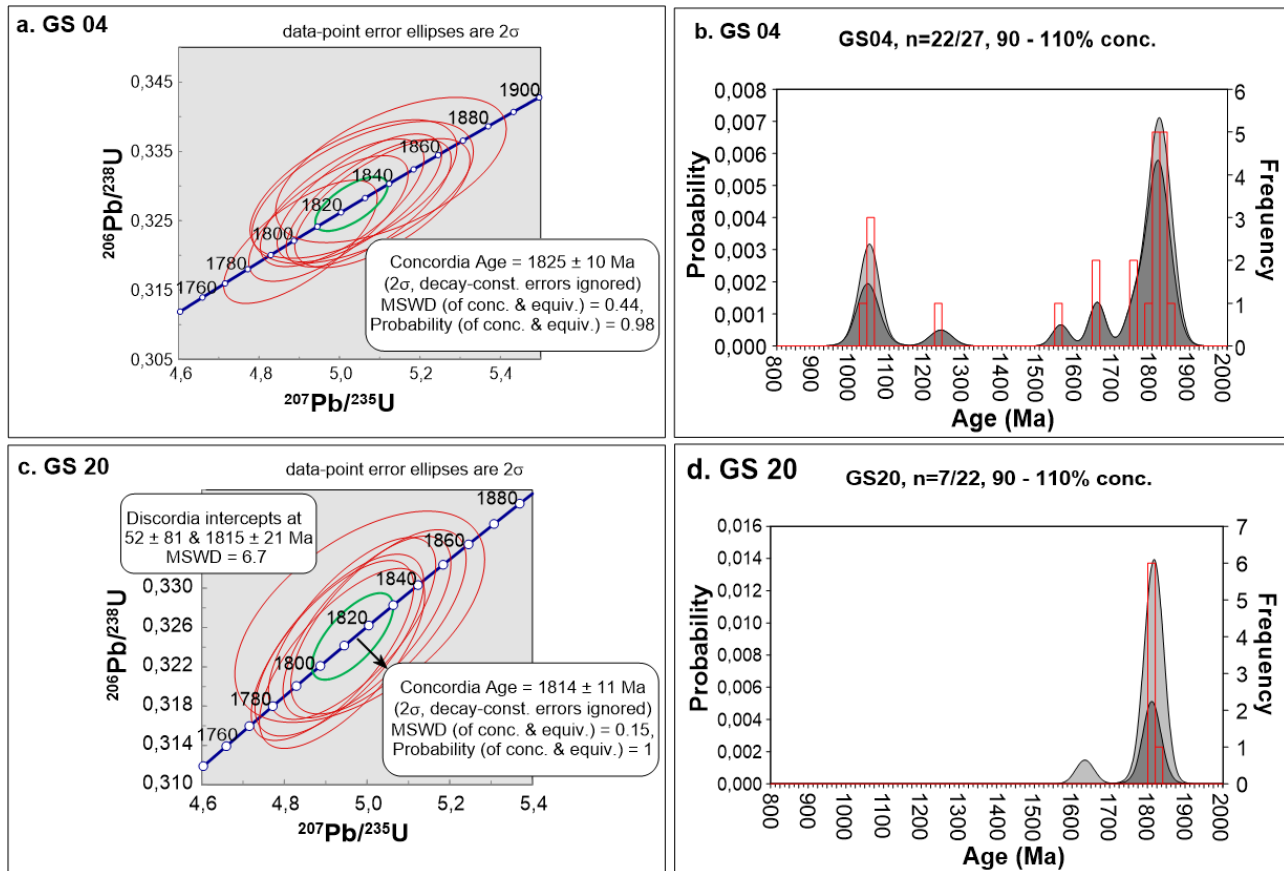 a. GS 04
data-point error ellipses are 2σ
0,345
0,335
0,325
0,315
0,305
²⁰⁶Pb/²³⁸U
1900
1880
1860
1840
1820
1800
1780
1760
Concordia Age = 1825 ± 10 Ma
(2σ, decay-const. errors ignored)
MSWD (of conc. & equiv.) = 0.44,
Probability (of conc. & equiv.) = 0.98
4,6 4,8 5,0 5,2 5,4
²⁰⁷Pb/²³⁵U
b. GS 04
GS04, n=22/27, 90 - 110% conc.
0,008
0,007
0,006
0,005
0,004
0,003
0,002
0,001
0,000
Probability
6
5
4
3
2
1
0
Frequency
800 900 1000 1100 1200 1300 1400 1500 1600 1700 1800 1900 2000
Age (Ma)
c. GS 20
data-point error ellipses are 2σ
Discordia intercepts at
52 ± 81 & 1815 ± 21 Ma
MSWD = 6.7
0,330
0,326
0,322
0,318
0,314
0,310
²⁰⁶Pb/²³⁸U
1880
1860
1840
1820
1800
1780
1760
Concordia Age = 1814 ± 11 Ma
(2σ, decay-const. errors ignored)
MSWD (of conc. & equiv.) = 0.15,
Probability (of conc. & equiv.) = 1
4,6 4,8 5,0 5,2 5,4
²⁰⁷Pb/²³⁵U
d. GS 20
GS20, n=7/22, 90 - 110% conc.
0,016
0,014
0,012
0,010
0,008
0,006
0,004
0,002
0,000
Probability
7
6
5
4
3
2
1
0
Frequency
800 900 1000 1100 1200 1300 1400 1500 1600 1700 1800 1900 2000
Age (Ma)